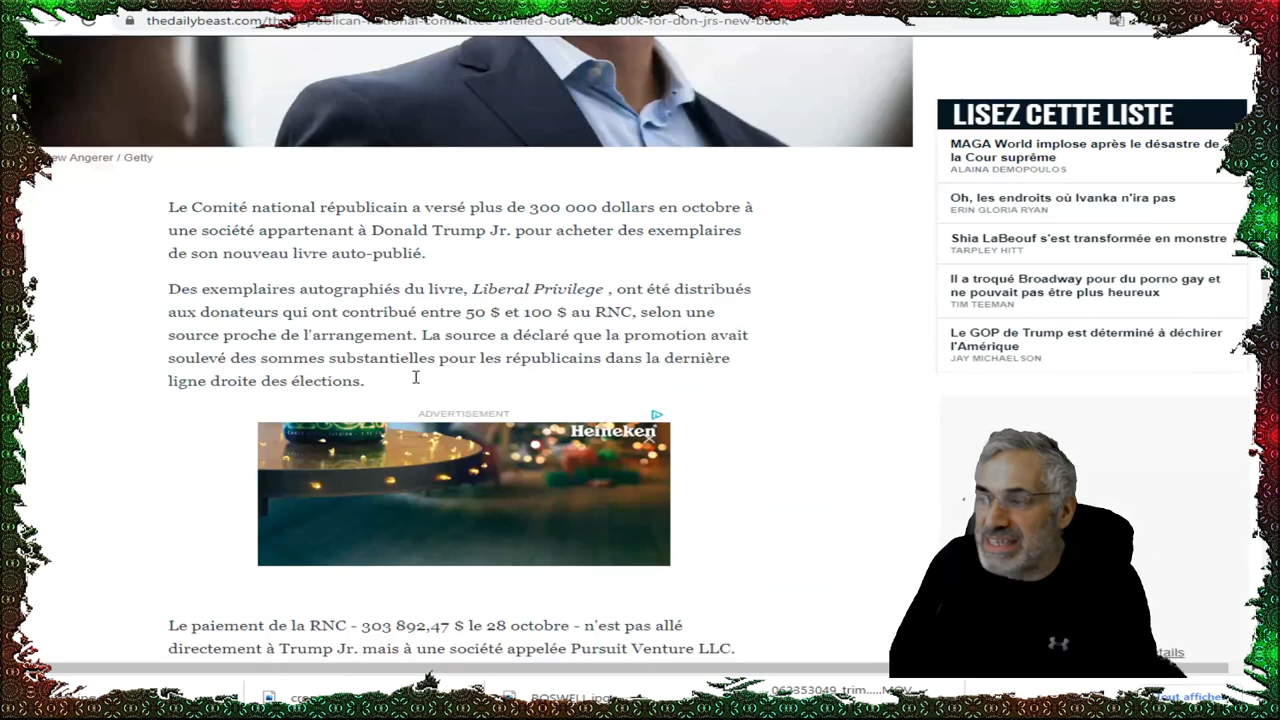 thedailybeast.com/
-for-don-jrs-new-book
LISEZ CETTE LISTE
MAGA World implose après le désastre de
la Cour suprême
ALAINA DEMOPOULOS
Oh, les endroits où Ivanka n'ira pas
ERIN GLORIA RYAN
Shia LaBeouf s'est transformée en monstre
TARPLEY HITT
Il a troqué Broadway pour du porno gay et
ne pouvait pas être plus heureux
TIM TEEMAN
Le GOP de Trump est déterminé à déchirer
l'Amérique
JAY MICHAELSON
ew Angerer / Getty
Le Comité national républicain a versé plus de 300 000 dollars en octobre à
une société appartenant à Donald Trump Jr. pour acheter des exemplaires
de son nouveau livre auto-publié.
Des exemplaires autographiés du livre, Liberal Privilege , ont été distribués
aux donateurs qui ont contribué entre 50 $ et 100 $ au RNC, selon une
source proche de l'arrangement. La source a déclaré que la promotion avait
soulevé des sommes substantielles pour les républicains dans la dernière
ligne droite des élections.
ADVERTISEMENT
Heineken
Le paiement de la RNC - 303 892,47 $ le 28 octobre - n'est pas allé
directement à Trump Jr. mais à une société appelée Pursuit Venture LLC.
tails
062353049_trim.....MOV
BOSWELL.jpg
out affiche